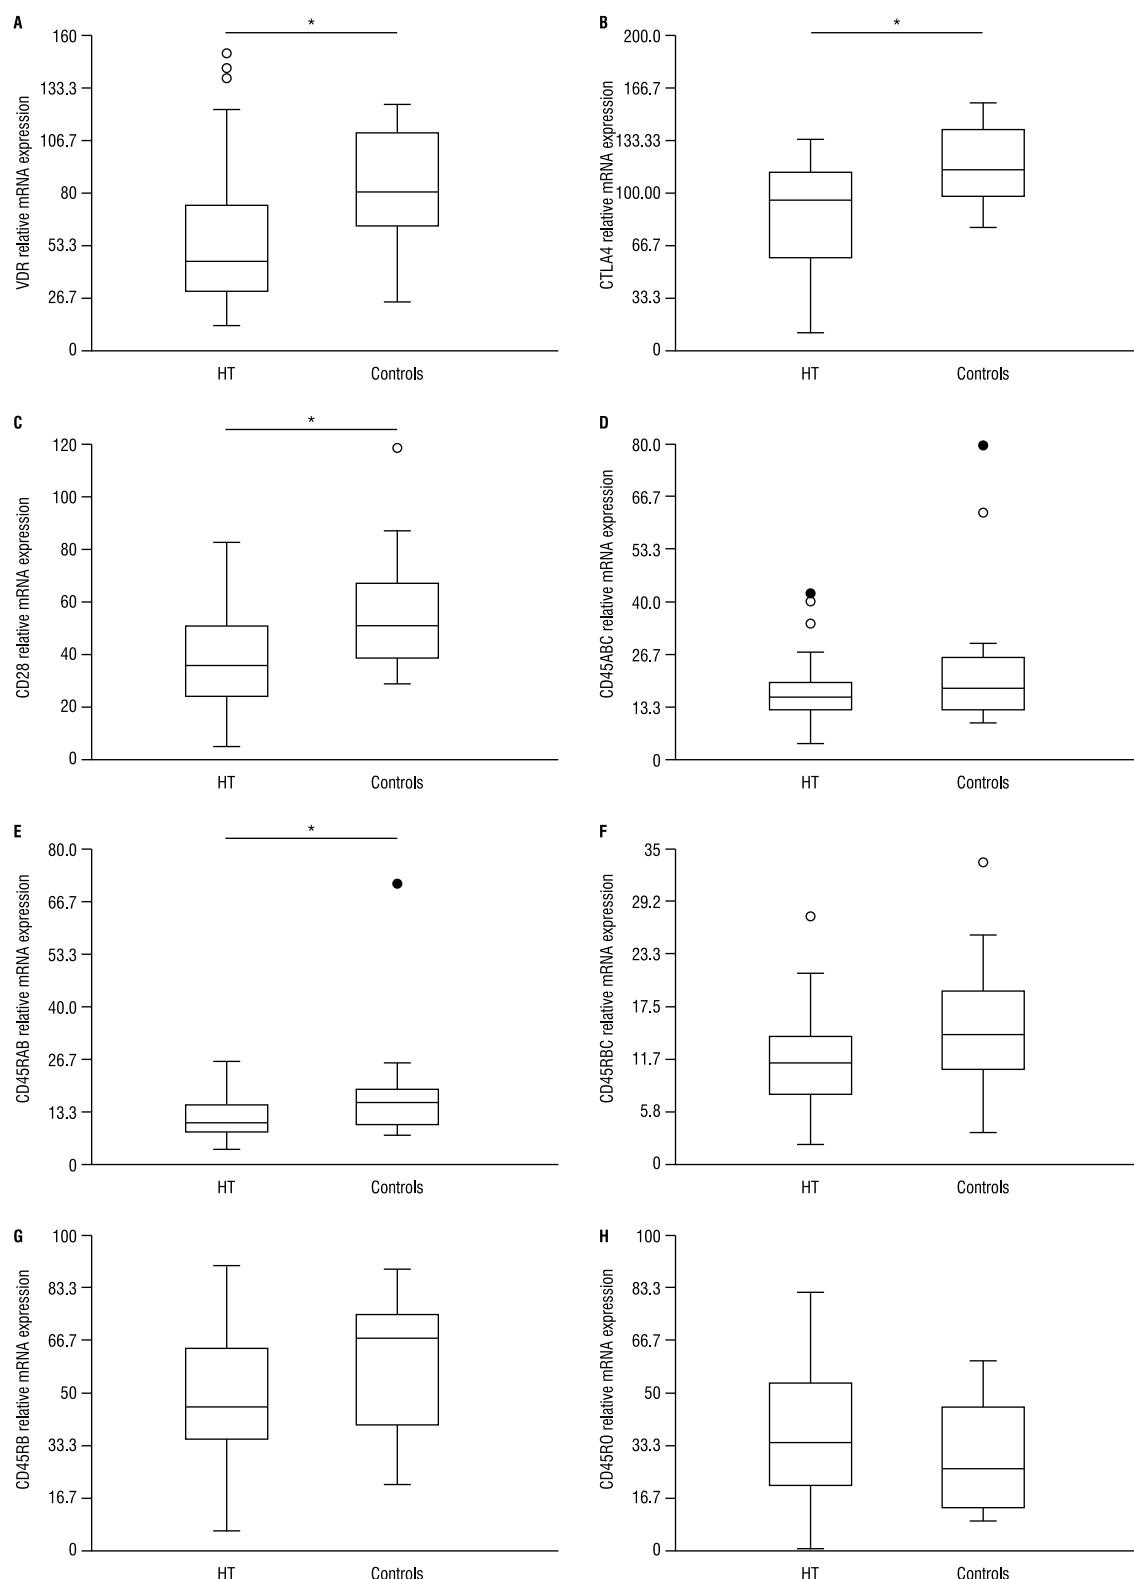 A
*
VDR relative mRNA expression
160
133.3
106.7
80
53.3
26.7
0
HT
Controls
B
*
CTLA4 relative mRNA expression
200.0
166.7
133.33
100.00
66.7
33.3
0
HT
Controls
C
*
CD28 relative mRNA expression
120
100
80
60
40
20
0
HT
Controls
D
CD45ABC relative mRNA expression
80.0
66.7
53.3
40.0
26.7
13.3
0
HT
Controls
E
*
CD45RAB relative mRNA expression
80.0
66.7
53.3
40.0
26.7
13.3
0
HT
Controls
F
CD45RBC relative mRNA expression
35
29.2
23.3
17.5
11.7
5.8
0
HT
Controls
G
CD45RB relative mRNA expression
100
83.3
66.7
50
33.3
16.7
0
HT
Controls
H
CD45RO relative mRNA expression
100
83.3
66.7
50
33.3
16.7
0
HT
Controls